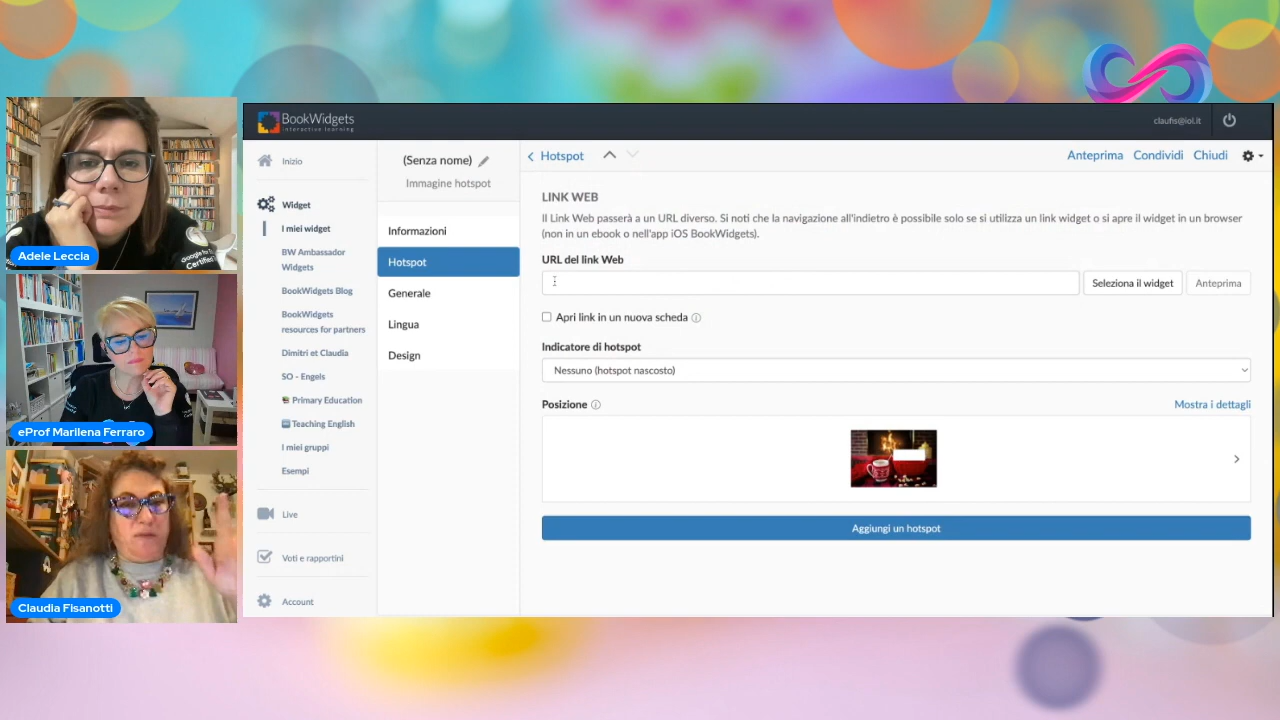 Adele Leccia
eProf Marilena Ferraro
Claudia Fisanotti
BookWidgets
interactive learning
claufis@iol.it
Inizio
Widget
I miei widget
BW Ambassador
Widgets
BookWidgets Blog
BookWidgets
resources for partners
Dimitri et Claudia
SO - Engels
Primary Education
Teaching English
I miei gruppi
Esempi
Live
Voti e rapportini
Account
(Senza nome)
Immagine hotspot
Informazioni
Hotspot
Generale
Lingua
Design
Hotspot
Anteprima Condividi Chiudi
LINK WEB
Il Link Web passerà a un URL diverso. Si noti che la navigazione all'indietro è possibile solo se si utilizza un link widget o si apre il widget in un browser
(non in un ebook o nell'app iOS BookWidgets).
URL del link Web
Seleziona il widget Anteprima
Apri link in un nuova scheda
Indicatore di hotspot
Nessuno (hotspot nascosto)
Posizione Mostra i dettagli
Aggiungi un hotspot